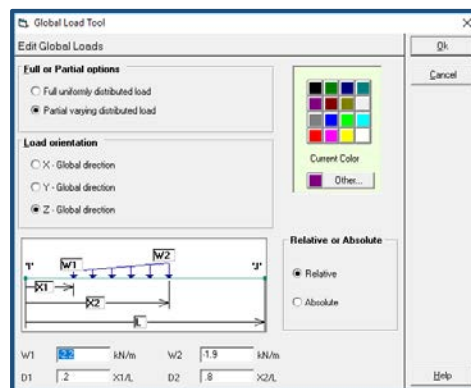 Global Load Tool
Edit Global Loads
Ok
Cancel
Full or Partial options
Full uniformly distributed load
Partial varying distributed load
Load orientation
X - Global direction
Y - Global direction
Z - Global direction
Current Color
Other...
'I' W1 W2 'J'
X1
X2
L
Relative or Absolute
Relative
Absolute
W1 -2.2 kN/m W2 -1.9 kN/m
D1 .2 X1/L D2 .8 X2/L
Help